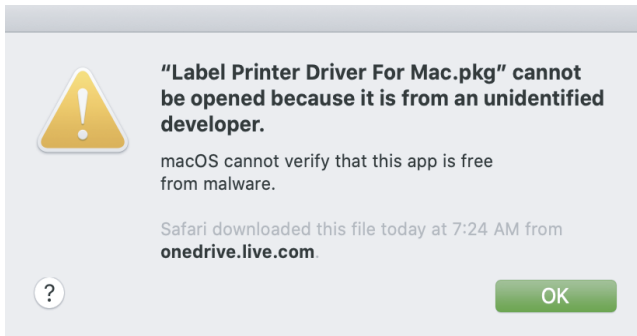 “Label Printer Driver For Mac.pkg” cannot
be opened because it is from an unidentified
developer.
macOS cannot verify that this app is free
from malware.
Safari downloaded this file today at 7:24 AM from
onedrive.live.com.
?
OK